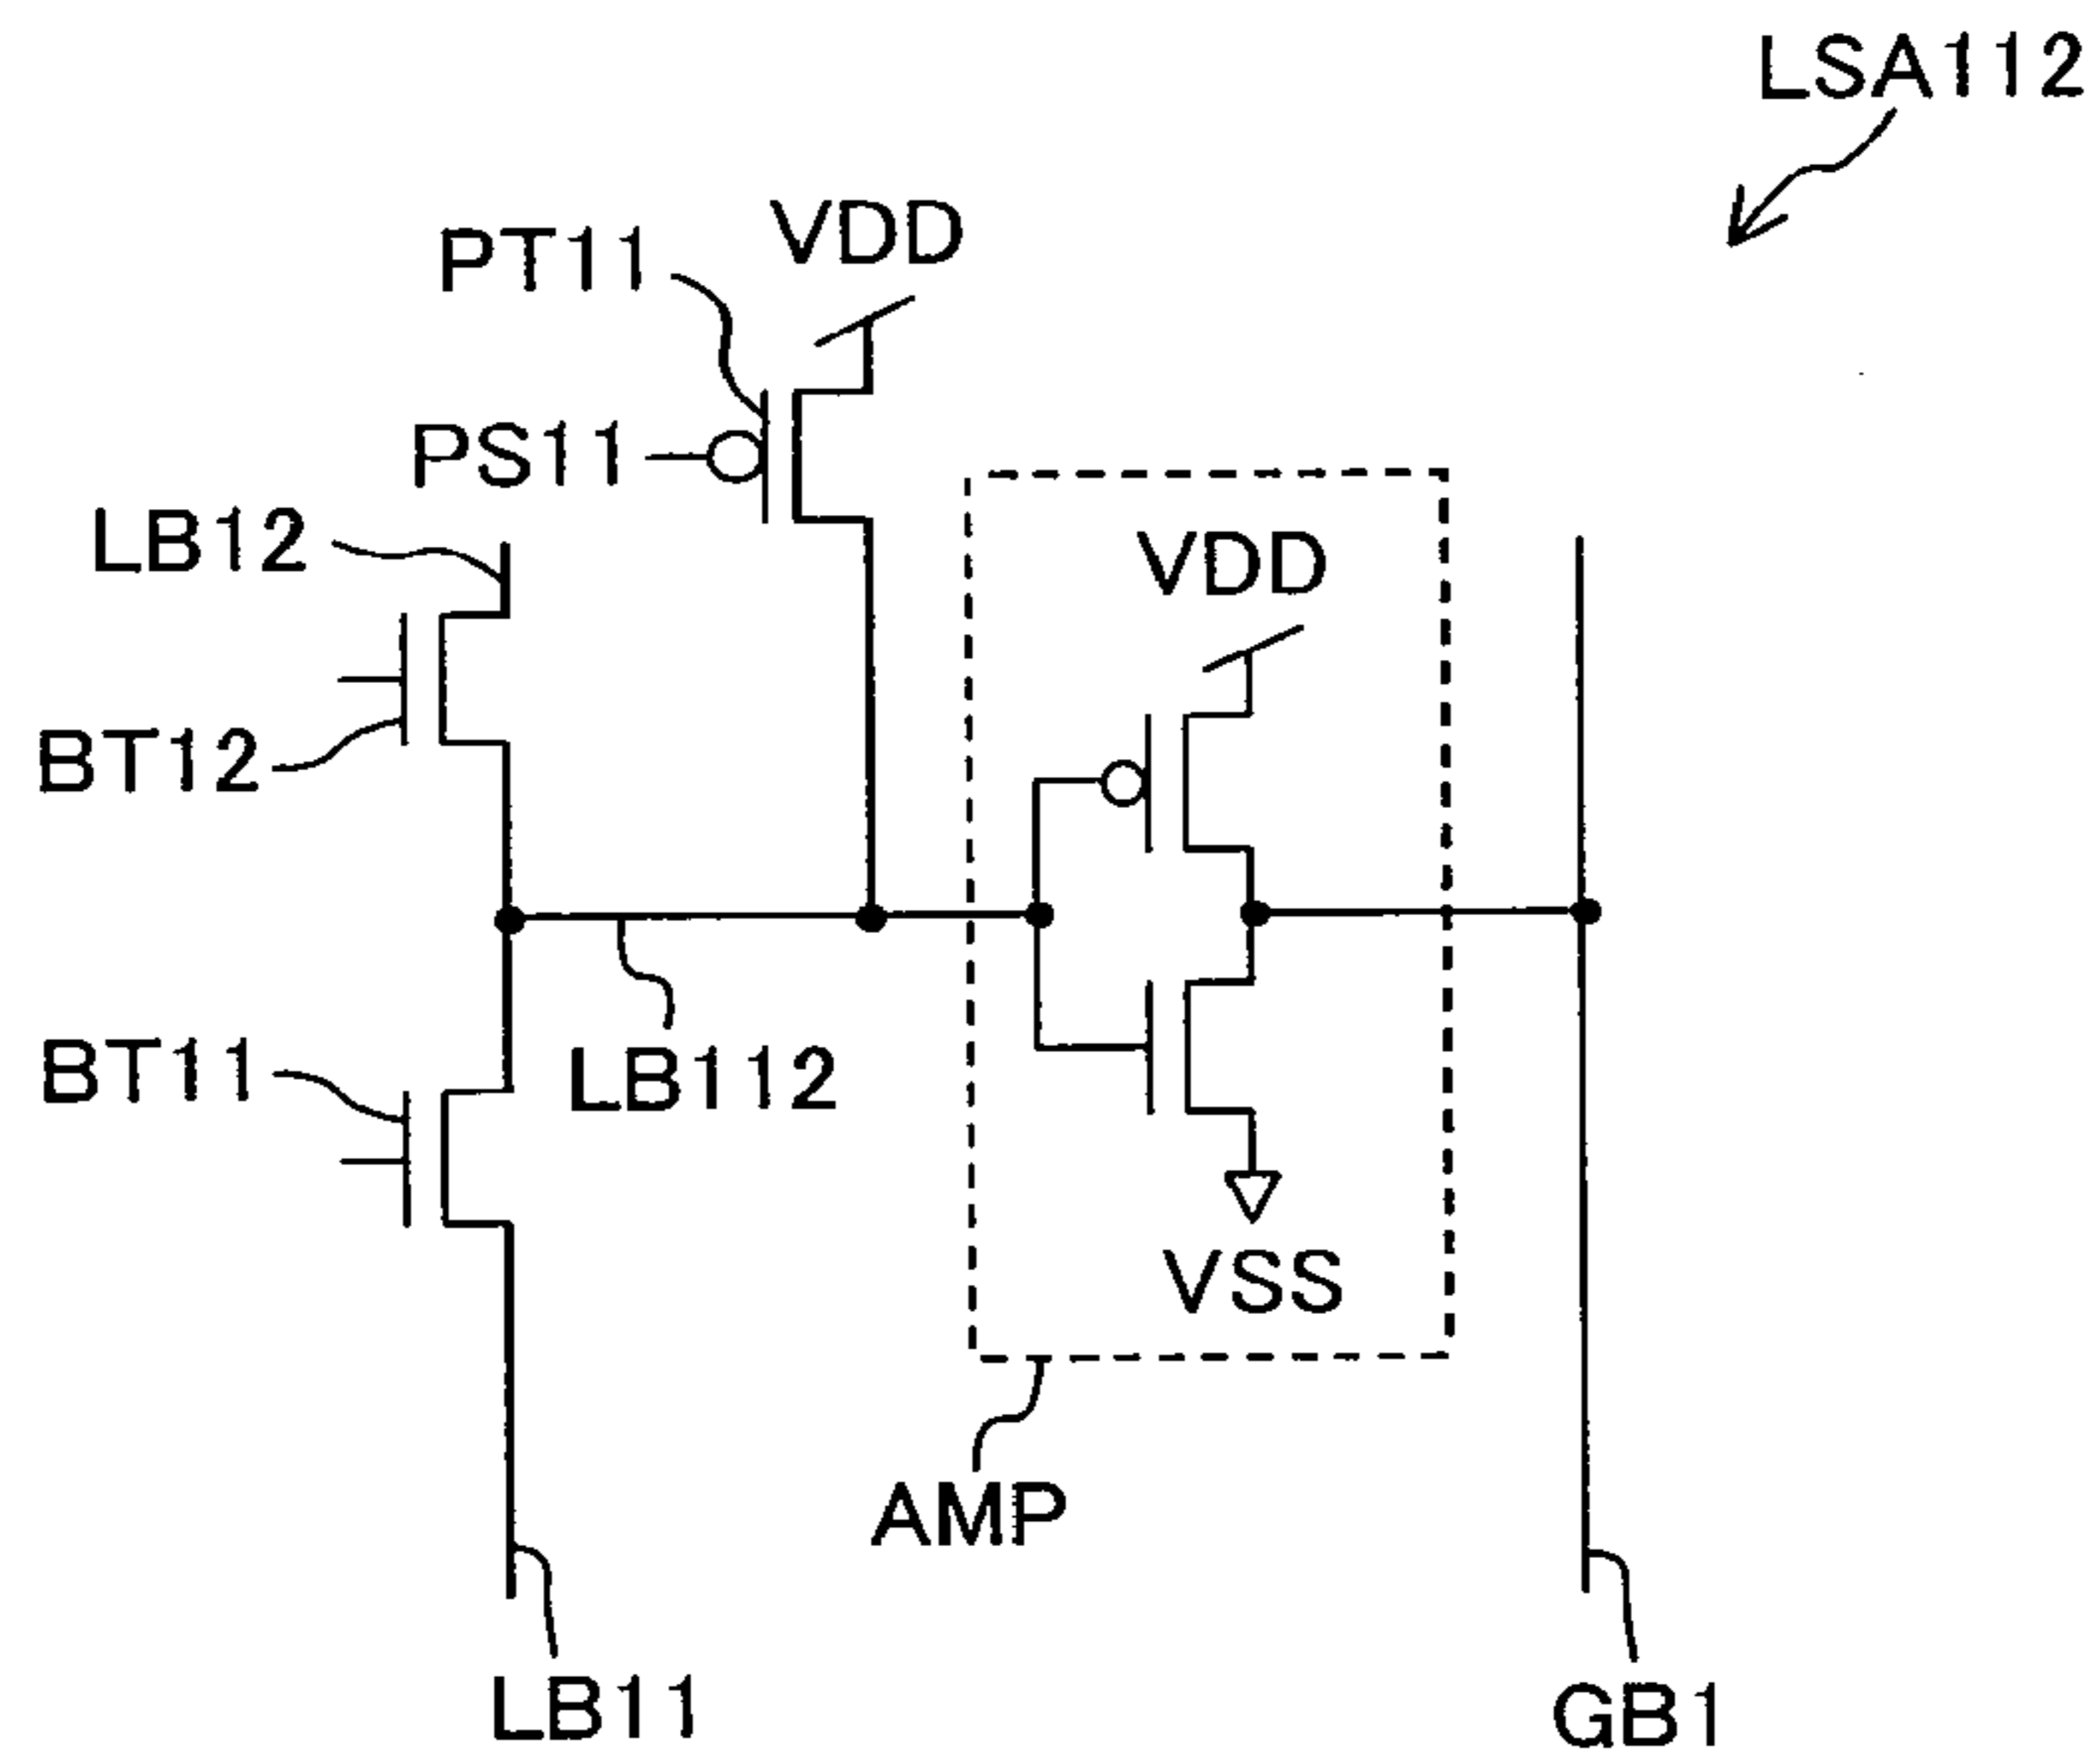 LSA112
VDD
PT11
PS11
LB12
VDD
BT12
BT11
LB112
VSS
AMP
LB11
GB1